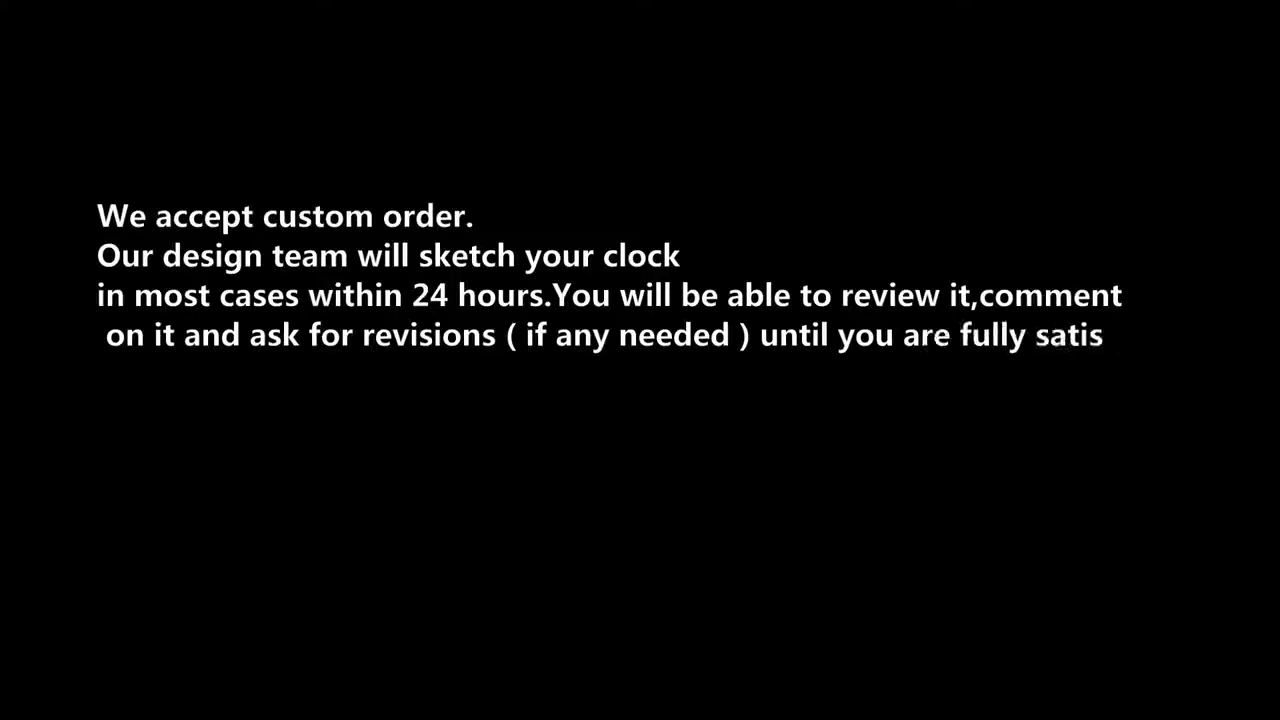 We accept custom order.
Our design team will sketch your clock
in most cases within 24 hours.You will be able to review it,comment
on it and ask for revisions ( if any needed ) until you are fully satis